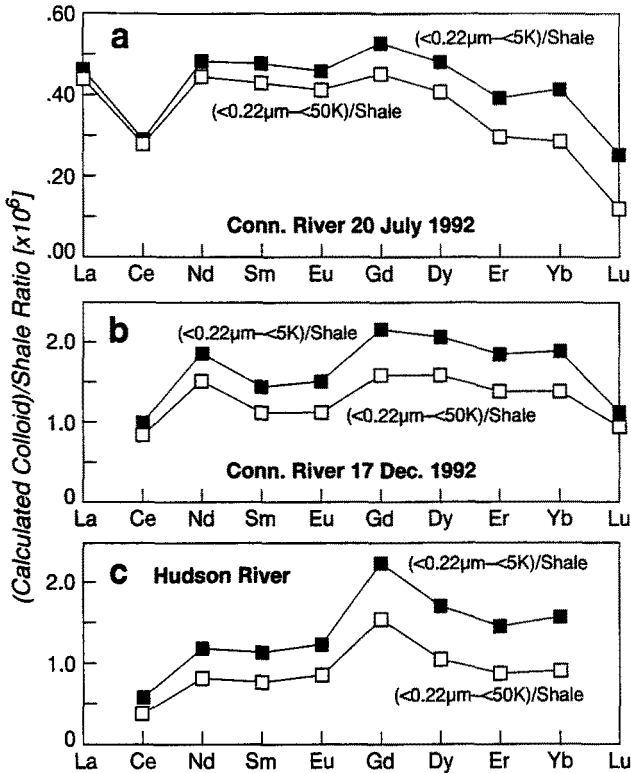 (Calculated Colloid)/Shale Ratio [x10⁶]
a
(<0.22µm–<5K)/Shale
(<0.22µm–<50K)/Shale
Conn. River 20 July 1992
.60
.40
.20
.00
La Ce Nd Sm Eu Gd Dy Er Yb Lu
b
(<0.22µm–<5K)/Shale
(<0.22µm–<50K)/Shale
Conn. River 17 Dec. 1992
2.0
1.0
0
La Ce Nd Sm Eu Gd Dy Er Yb Lu
c Hudson River
(<0.22µm–<5K)/Shale
(<0.22µm–<50K)/Shale
2.0
1.0
0
La Ce Nd Sm Eu Gd Dy Er Yb Lu